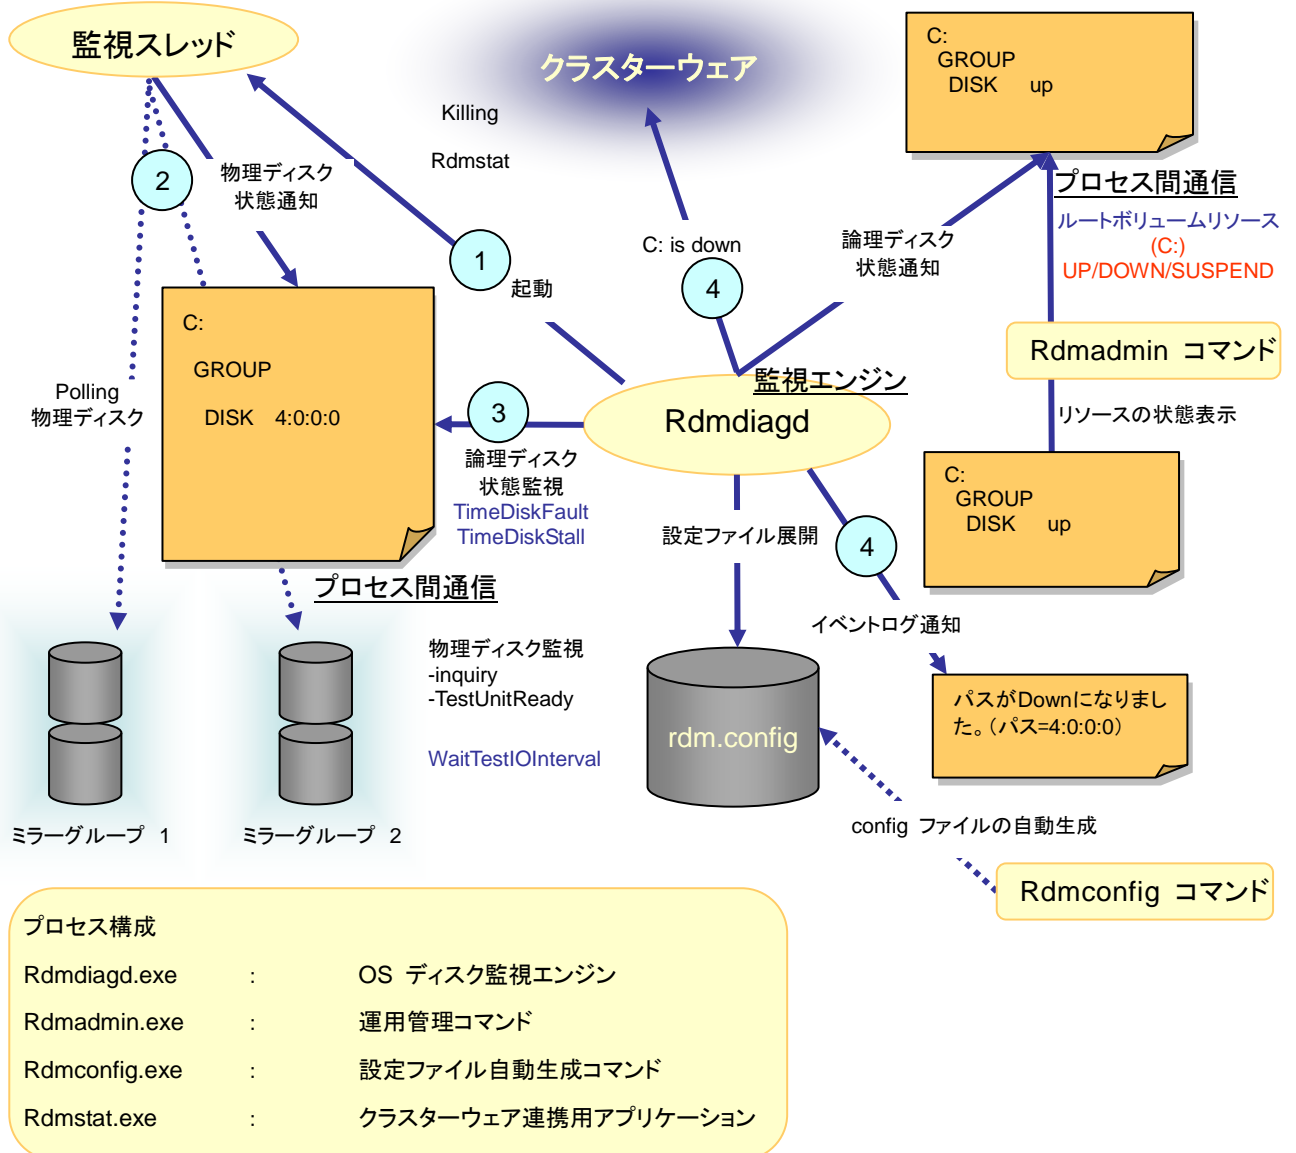 監視スレッド
クラスターウェア
C:
GROUP
DISK up
Killing
Rdmstat
2
物理ディスク
状態通知
プロセス間通信
ルートボリュームリソース
(C:)
UP/DOWN/SUSPEND
1
起動
C: is down
4
論理ディスク
状態通知
C:
GROUP
DISK 4:0:0:0
Rdmadmin コマンド
Polling
物理ディスク
3
論理ディスク
状態監視
TimeDiskFault
TimeDiskStall
監視エンジン
Rdmdiagd
リソースの状態表示
C:
GROUP
DISK up
設定ファイル展開
4
プロセス間通信
イベントログ通知
物理ディスク監視
-inquiry
-TestUnitReady
WaitTestIOInterval
rdm.config
パスがDownになりまし
た。(パス=4:0:0:0)
ミラーグループ 1
ミラーグループ 2
config ファイルの自動生成
Rdmconfig コマンド
プロセス構成
Rdmdiagd.exe : OS ディスク監視エンジン
Rdmadmin.exe : 運用管理コマンド
Rdmconfig.exe : 設定ファイル自動生成コマンド
Rdmstat.exe : クラスターウェア連携用アプリケーション